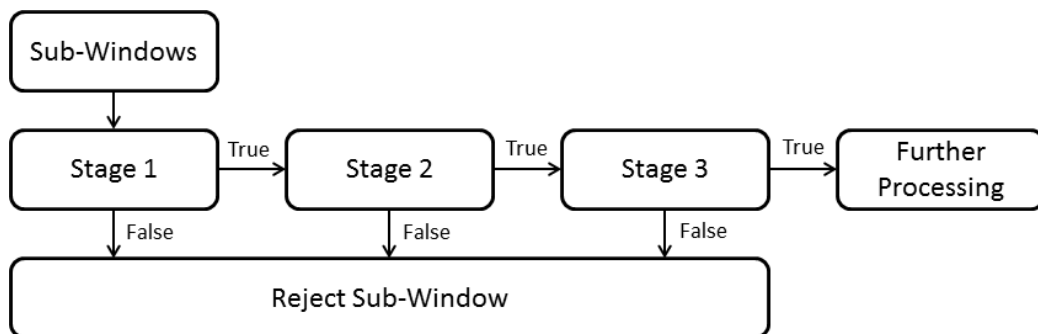 Sub-Windows
Stage 1
True
Stage 2
True
Stage 3
True
Further
Processing
False
False
False
Reject Sub-Window